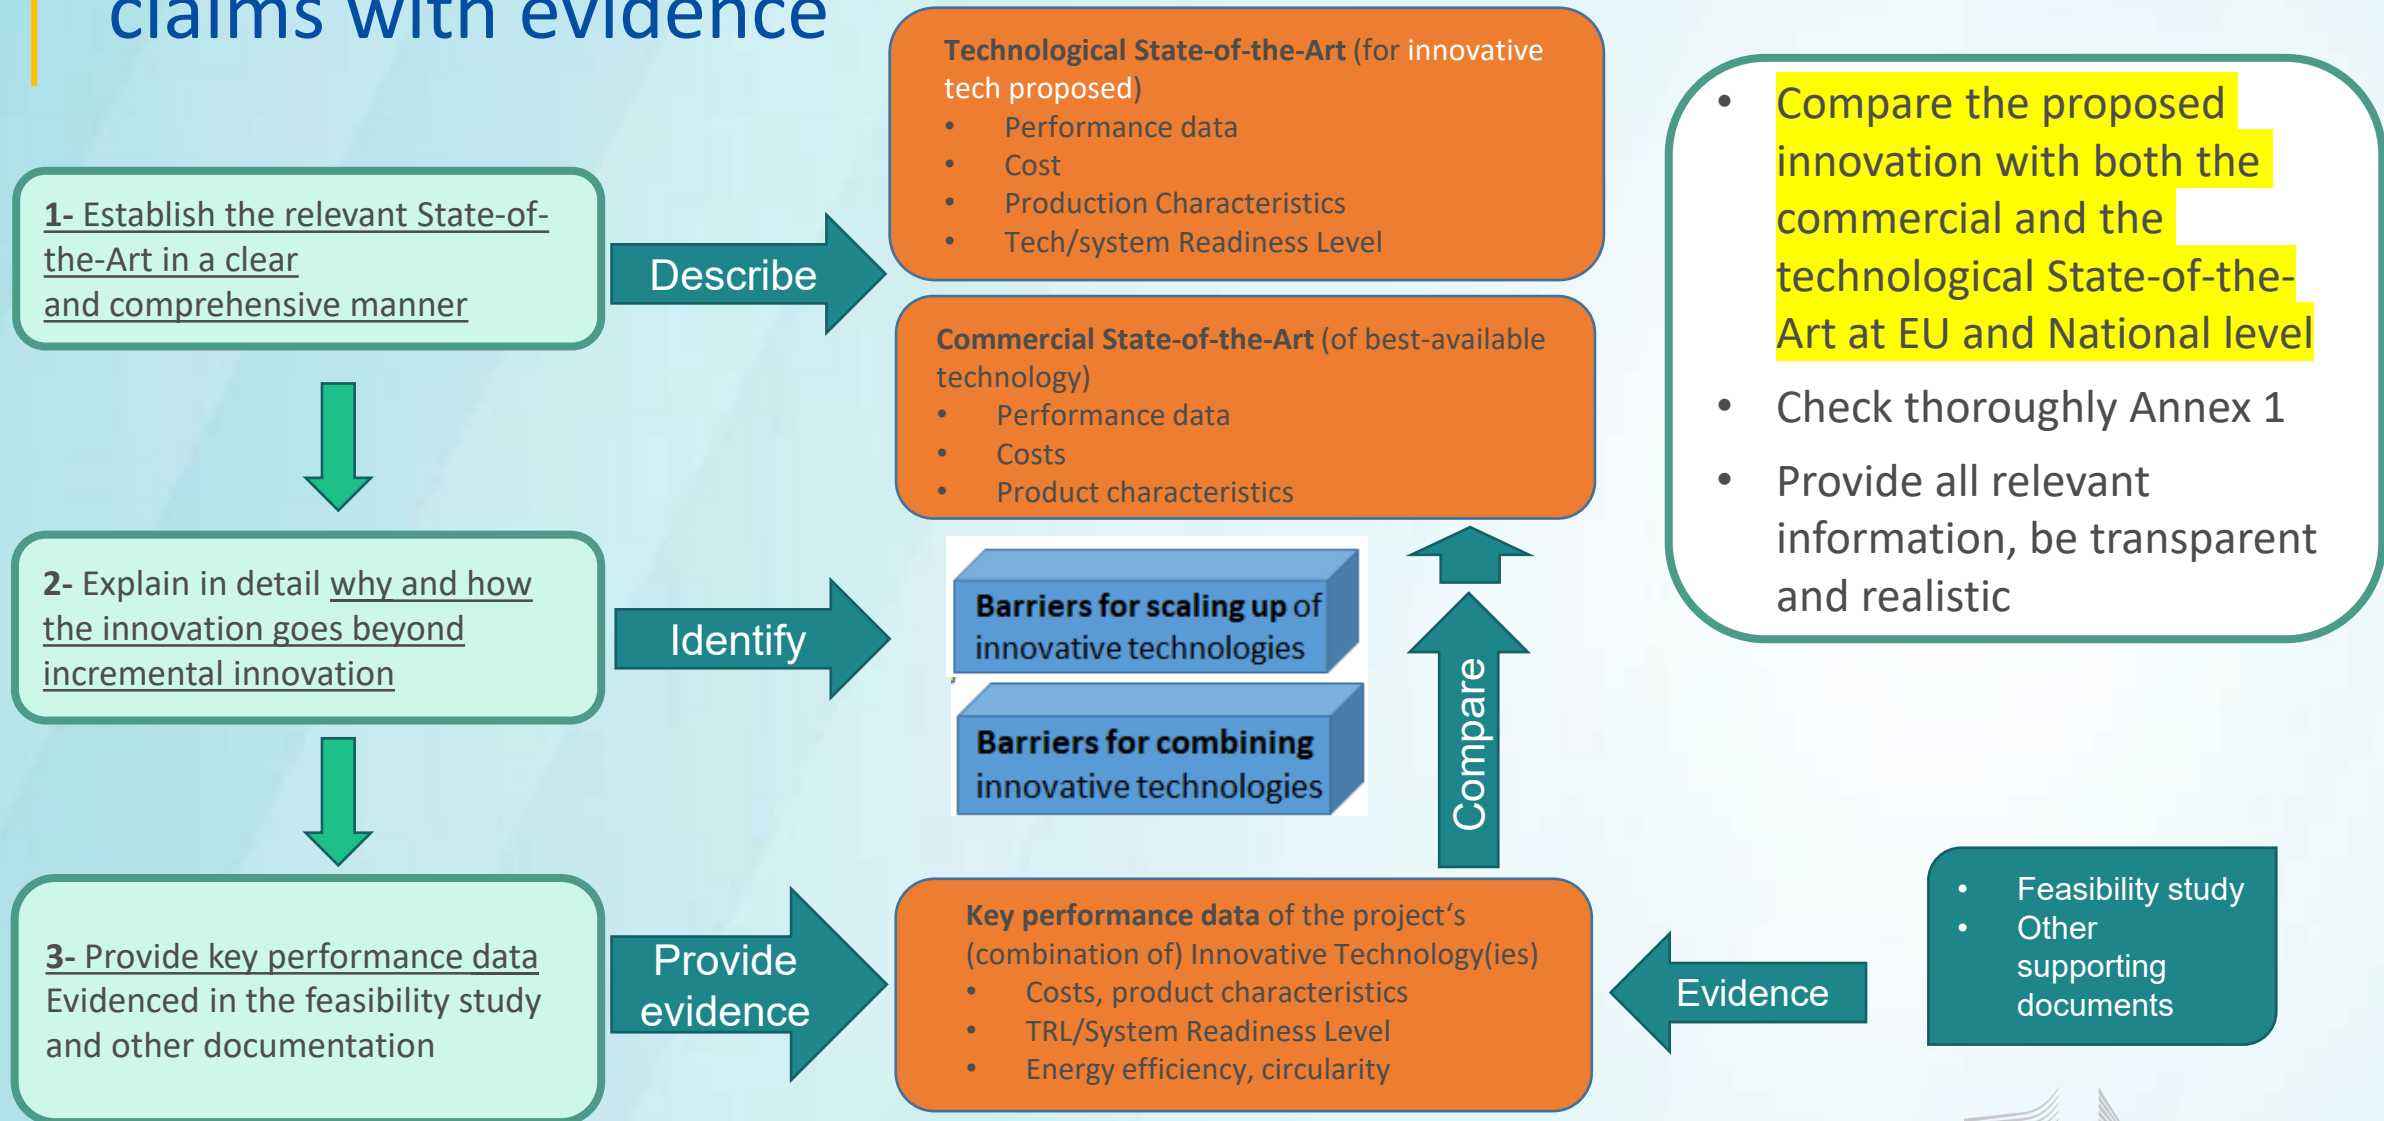 claims with evidence
1- Establish the relevant State-of-
the-Art in a clear
and comprehensive manner
Describe
Technological State-of-the-Art (for innovative
tech proposed)
• Performance data
• Cost
• Production Characteristics
• Tech/system Readiness Level
Commercial State-of-the-Art (of best-available
technology)
• Performance data
• Costs
• Product characteristics
• Compare the proposed
innovation with both the
commercial and the
technological State-of-the-
Art at EU and National level
• Check thoroughly Annex 1
• Provide all relevant
information, be transparent
and realistic
2- Explain in detail why and how
the innovation goes beyond
incremental innovation
Identify
Barriers for scaling up of
innovative technologies
Barriers for combining
innovative technologies
Compare
3- Provide key performance data
Evidenced in the feasibility study
and other documentation
Provide
evidence
Key performance data of the project‘s
(combination of) Innovative Technology(ies)
• Costs, product characteristics
• TRL/System Readiness Level
• Energy efficiency, circularity
Evidence
• Feasibility study
• Other
supporting
documents